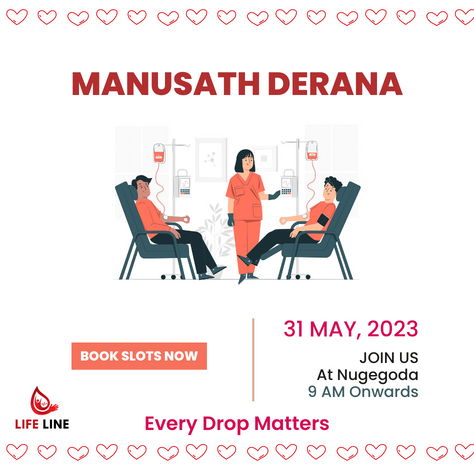 MANUSATH DERANA
31 MAY, 2023
BOOK SLOTS NOW
JOIN US
At Nugegoda
9 AM Onwards
LIFE LINE
Every Drop Matters